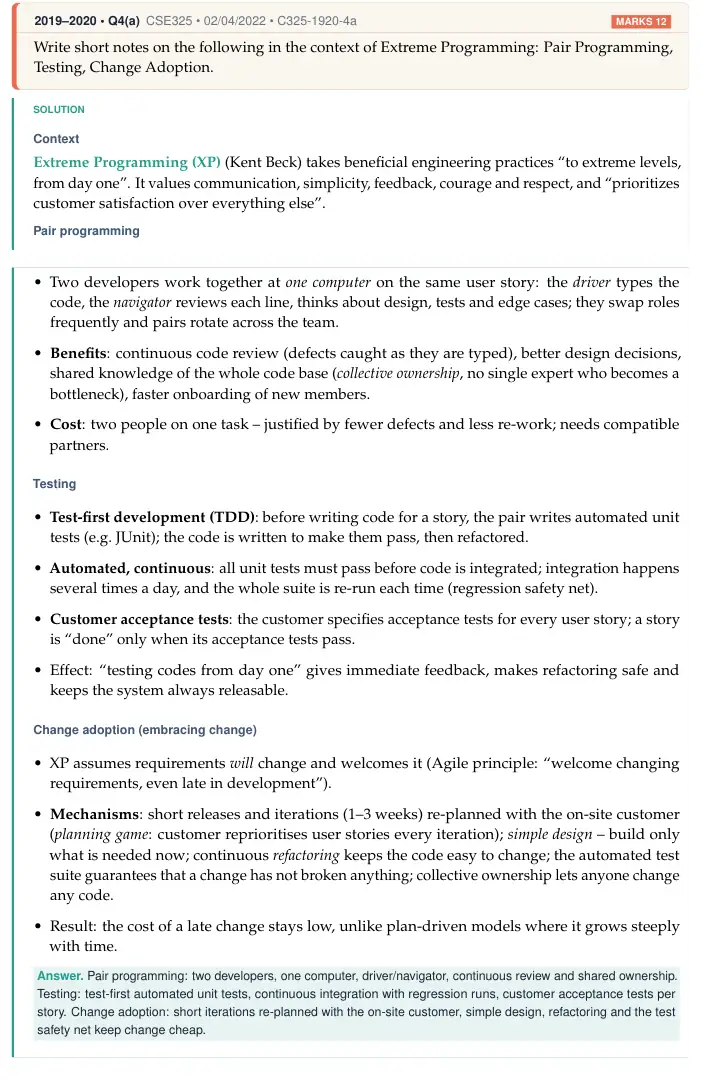 2019–2020 • Q4(a) CSE325 • 02/04/2022 • C325-1920-4a MARKS 12
Write short notes on the following in the context of Extreme Programming: Pair Programming,
Testing, Change Adoption.
SOLUTION
Context
Extreme Programming (XP) (Kent Beck) takes beneficial engineering practices “to extreme levels,
from day one”. It values communication, simplicity, feedback, courage and respect, and “prioritizes
customer satisfaction over everything else”.
Pair programming
• Two developers work together at one computer on the same user story: the driver types the
code, the navigator reviews each line, thinks about design, tests and edge cases; they swap roles
frequently and pairs rotate across the team.
• Benefits: continuous code review (defects caught as they are typed), better design decisions,
shared knowledge of the whole code base (collective ownership, no single expert who becomes a
bottleneck), faster onboarding of new members.
• Cost: two people on one task – justified by fewer defects and less re-work; needs compatible
partners.
Testing
• Test-first development (TDD): before writing code for a story, the pair writes automated unit
tests (e.g. JUnit); the code is written to make them pass, then refactored.
• Automated, continuous: all unit tests must pass before code is integrated; integration happens
several times a day, and the whole suite is re-run each time (regression safety net).
• Customer acceptance tests: the customer specifies acceptance tests for every user story; a story
is “done” only when its acceptance tests pass.
• Effect: “testing codes from day one” gives immediate feedback, makes refactoring safe and
keeps the system always releasable.
Change adoption (embracing change)
• XP assumes requirements will change and welcomes it (Agile principle: “welcome changing
requirements, even late in development”).
• Mechanisms: short releases and iterations (1–3 weeks) re-planned with the on-site customer
(planning game: customer reprioritises user stories every iteration); simple design – build only
what is needed now; continuous refactoring keeps the code easy to change; the automated test
suite guarantees that a change has not broken anything; collective ownership lets anyone change
any code.
• Result: the cost of a late change stays low, unlike plan-driven models where it grows steeply
with time.
Answer. Pair programming: two developers, one computer, driver/navigator, continuous review and shared ownership.
Testing: test-first automated unit tests, continuous integration with regression runs, customer acceptance tests per
story. Change adoption: short iterations re-planned with the on-site customer, simple design, refactoring and the test
safety net keep change cheap.